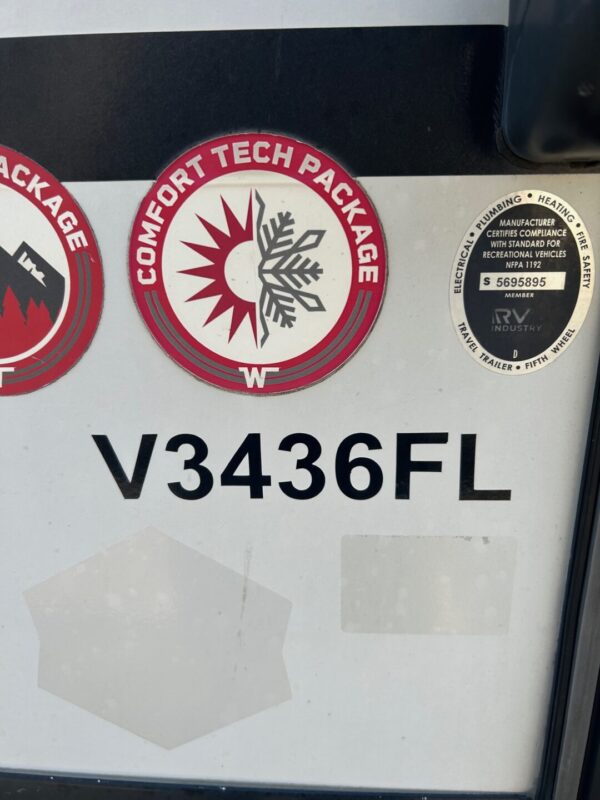 ACKAGE
COMFORT TECH PACKAGE
W
ELECTRICAL • PLUMBING • HEATING • FIRE SAFETY
MANUFACTURER
CERTIFIES COMPLIANCE
WITH STANDARD FOR
RECREATIONAL VEHICLES
NFPA 1192
S 5695895
MEMBER
RV
INDUSTRY
D
TRAVEL TRAILER • FIFTH WHEEL
V3436FL